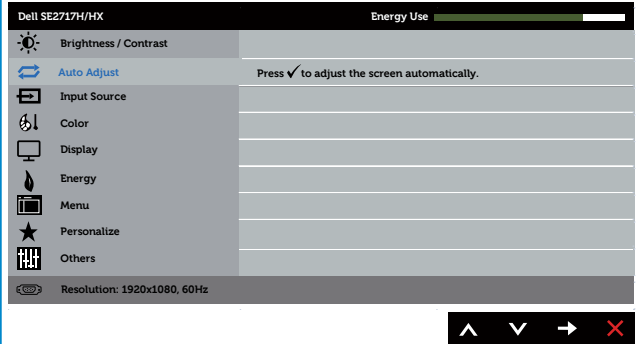 Dell SE2717H/HX Energy Use
Brightness / Contrast
Auto Adjust Press ✓ to adjust the screen automatically.
Input Source
Color
Display
Energy
Menu
Personalize
Others
Resolution: 1920x1080, 60Hz